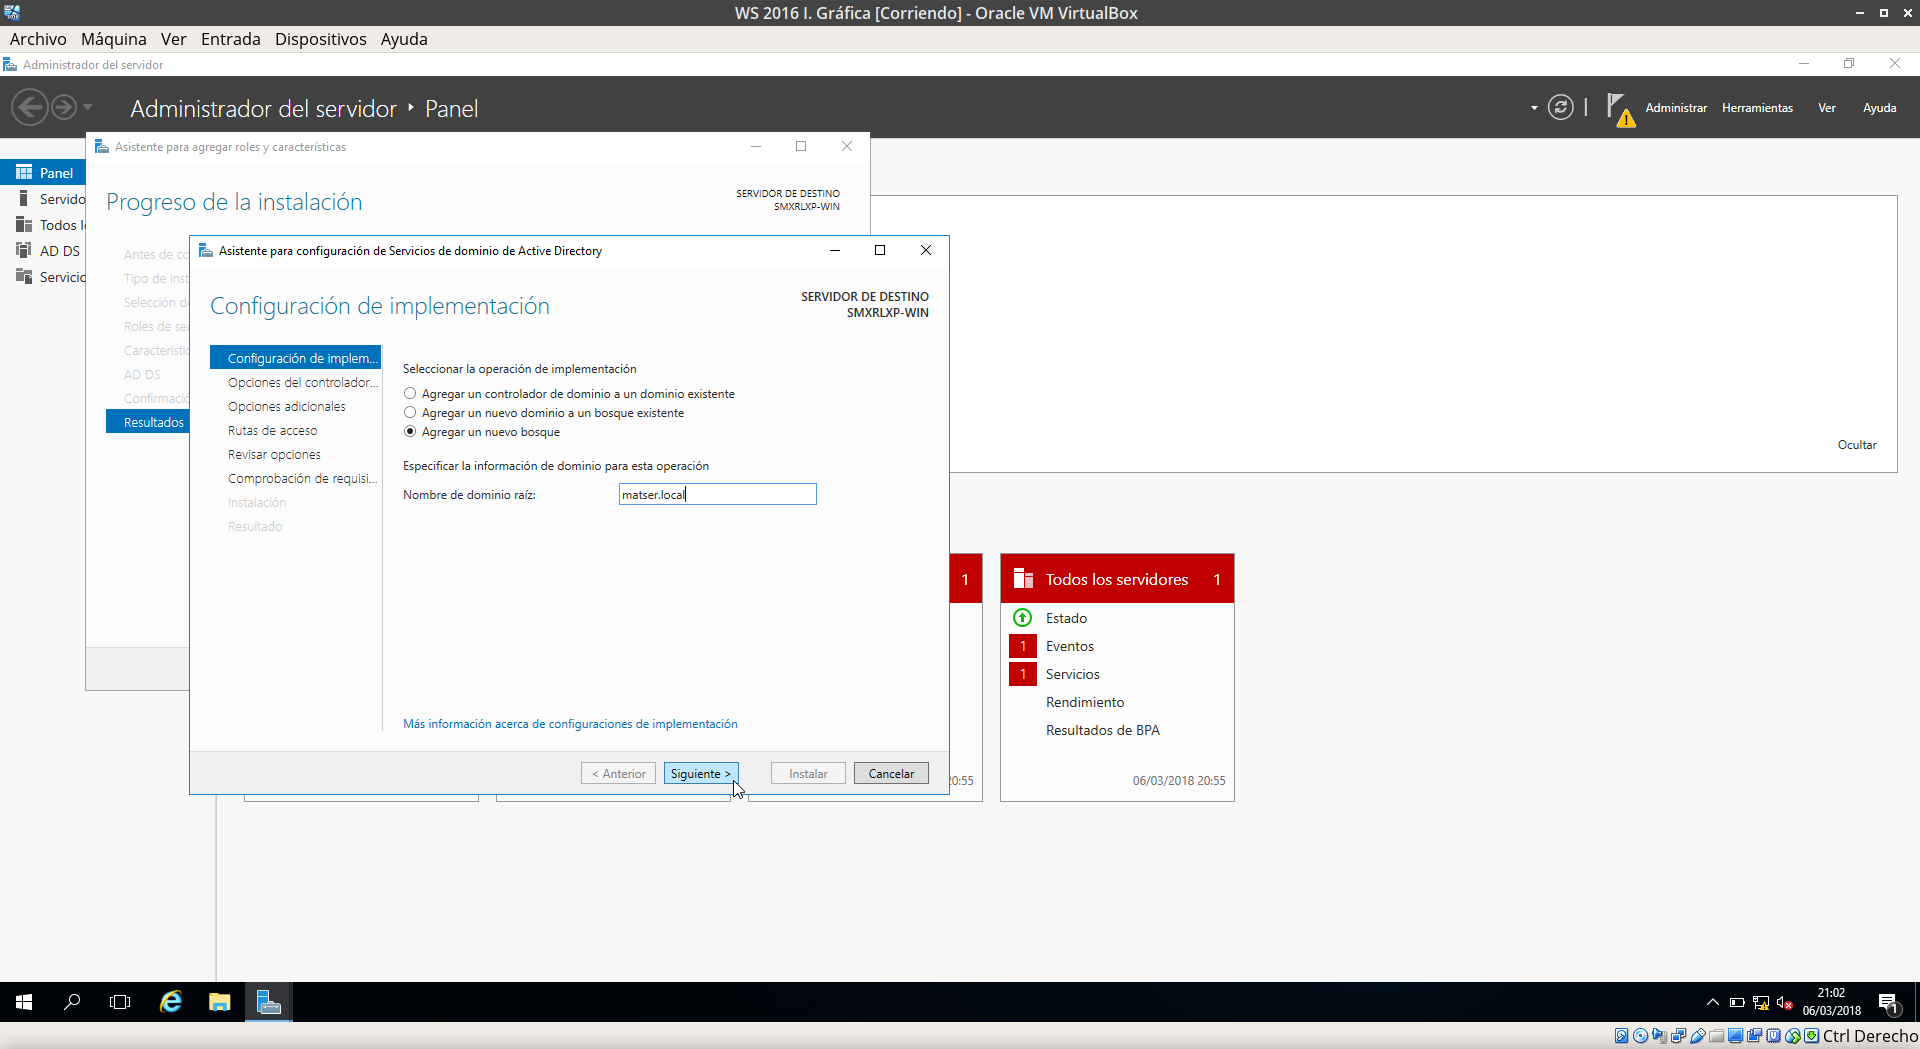 WS 2016 I. Gráfica [Corriendo] - Oracle VM VirtualBox
Archivo Máquina Ver Entrada Dispositivos Ayuda
Administrador del servidor
Administrador del servidor ‣ Panel
Administrar Herramientas Ver Ayuda
Asistente para agregar roles y características
Panel
Servido
Todos l
AD DS
Servicio
Progreso de la instalación
SERVIDOR DE DESTINO
SMXRLXP-WIN
Antes de co
Tipo de inst
Selección d
Roles de ser
Característic
AD DS
Confirmació
Resultados
Asistente para configuración de Servicios de dominio de Active Directory
Configuración de implementación
SERVIDOR DE DESTINO
SMXRLXP-WIN
Configuración de implem...
Opciones del controlador...
Opciones adicionales
Rutas de acceso
Revisar opciones
Comprobación de requisi...
Instalación
Resultado
Seleccionar la operación de implementación
Agregar un controlador de dominio a un dominio existente
Agregar un nuevo dominio a un bosque existente
Agregar un nuevo bosque
Especificar la información de dominio para esta operación
Nombre de dominio raíz: matser.local
Más información acerca de configuraciones de implementación
< Anterior Siguiente > Instalar Cancelar
Ocultar
1
0:55
Todos los servidores 1
Estado
1 Eventos
1 Servicios
Rendimiento
Resultados de BPA
06/03/2018 20:55
21:02
06/03/2018
1
Ctrl Derecho